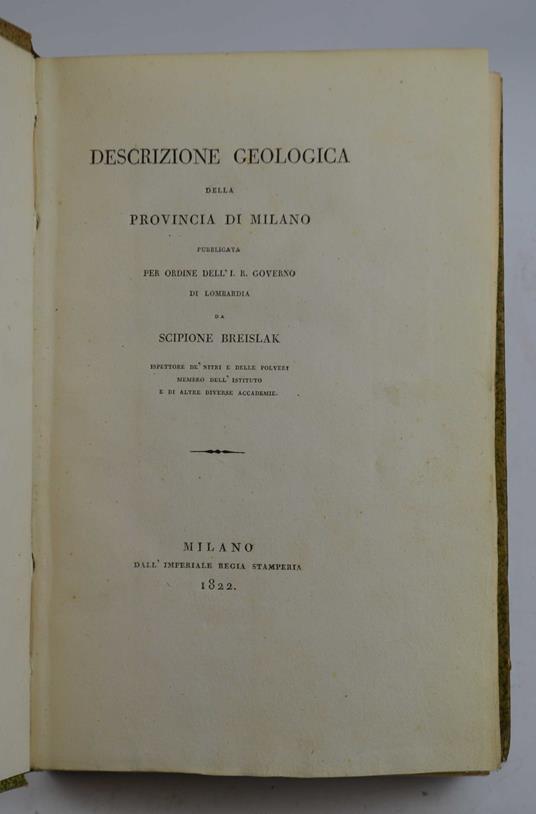 DESCRIZIONE GEOLOGICA
DELLA
PROVINCIA DI MILANO
PUBBLICATA
PER ORDINE DELL' I. R. GOVERNO
DI LOMBARDIA
DA
SCIPIONE BREISLAK
ISPETTORE DE' NITRI E DELLE POLVERI
MEMBRO DELL' ISTITUTO
E DI ALTRE DIVERSE ACCADEMIE.
MILANO
DALL' IMPERIALE REGIA STAMPERIA
1822.